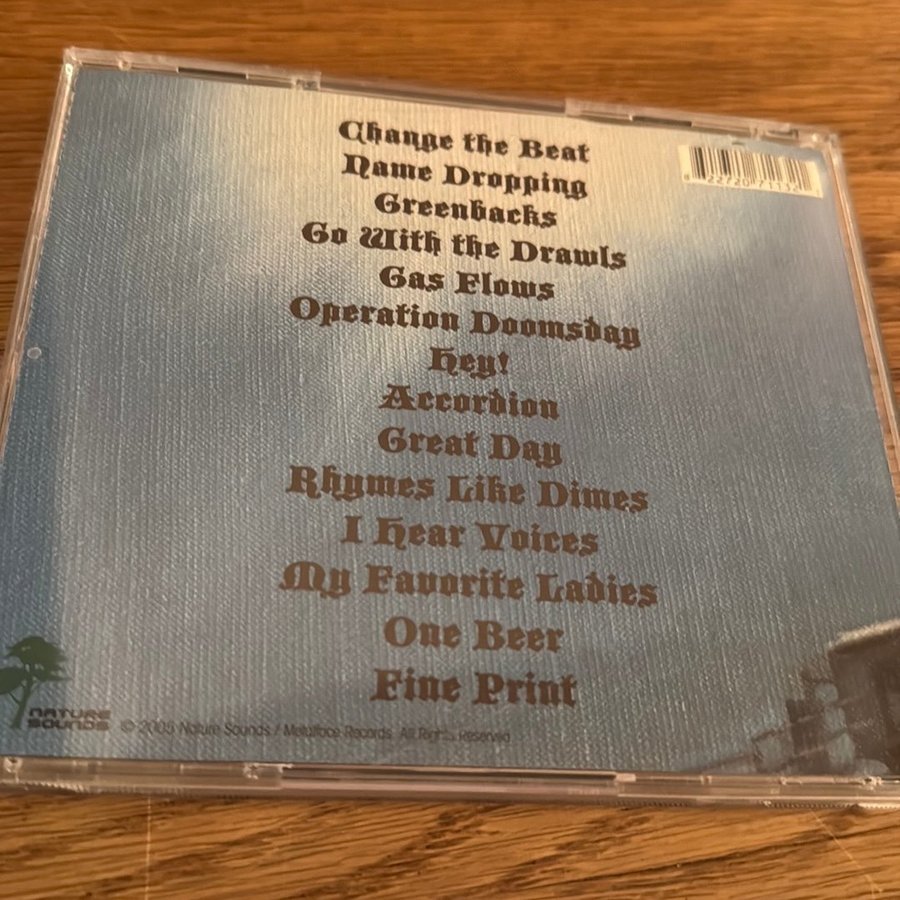 Change the Beat
Name Dropping
Greenbacks
Go With the Drawls
Gas Flows
Operation Doomsday
Hey!
Accordion
Great Day
Rhymes Like Dimes
I Hear Voices
My Favorite Ladies
One Beer
Fine Print
NATURE
SOUNDS
© 2005 Nature Sounds / Metalface Records. All Rights Reserved.